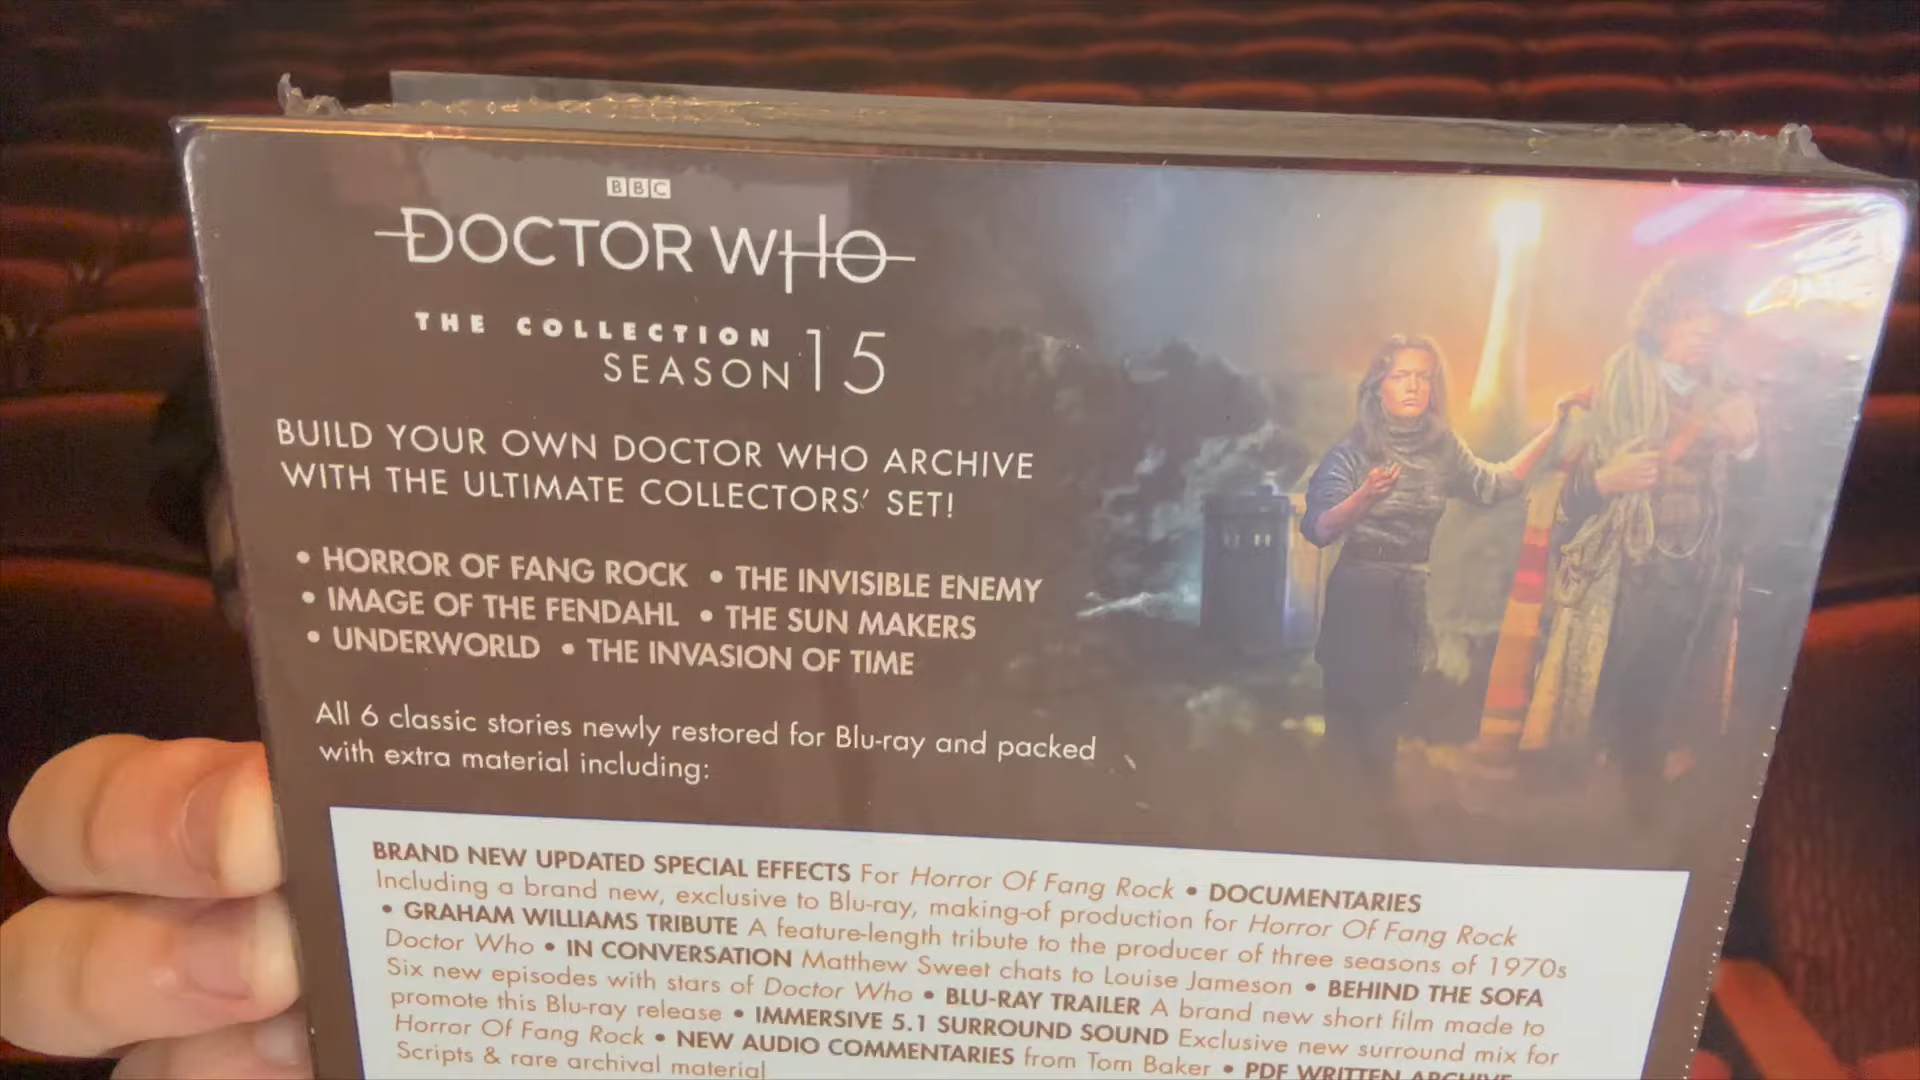 BBC
DOCTOR WHO
THE COLLECTION
SEASON 15
BUILD YOUR OWN DOCTOR WHO ARCHIVE
WITH THE ULTIMATE COLLECTORS' SET!
• HORROR OF FANG ROCK • THE INVISIBLE ENEMY
• IMAGE OF THE FENDAHL • THE SUN MAKERS
• UNDERWORLD • THE INVASION OF TIME
All 6 classic stories newly restored for Blu-ray and packed
with extra material including:
BRAND NEW UPDATED SPECIAL EFFECTS For Horror Of Fang Rock • DOCUMENTARIES
Including a brand new, exclusive to Blu-ray, making-of production for Horror Of Fang Rock
• GRAHAM WILLIAMS TRIBUTE A feature-length tribute to the producer of three seasons of 1970s
Doctor Who • IN CONVERSATION Matthew Sweet chats to Louise Jameson • BEHIND THE SOFA
Six new episodes with stars of Doctor Who • BLU-RAY TRAILER A brand new short film made to
promote this Blu-ray release • IMMERSIVE 5.1 SURROUND SOUND Exclusive new surround mix for
Horror Of Fang Rock • NEW AUDIO COMMENTARIES from Tom Baker • PDF WRITTEN ARCHIVE
Scripts & rare archival material